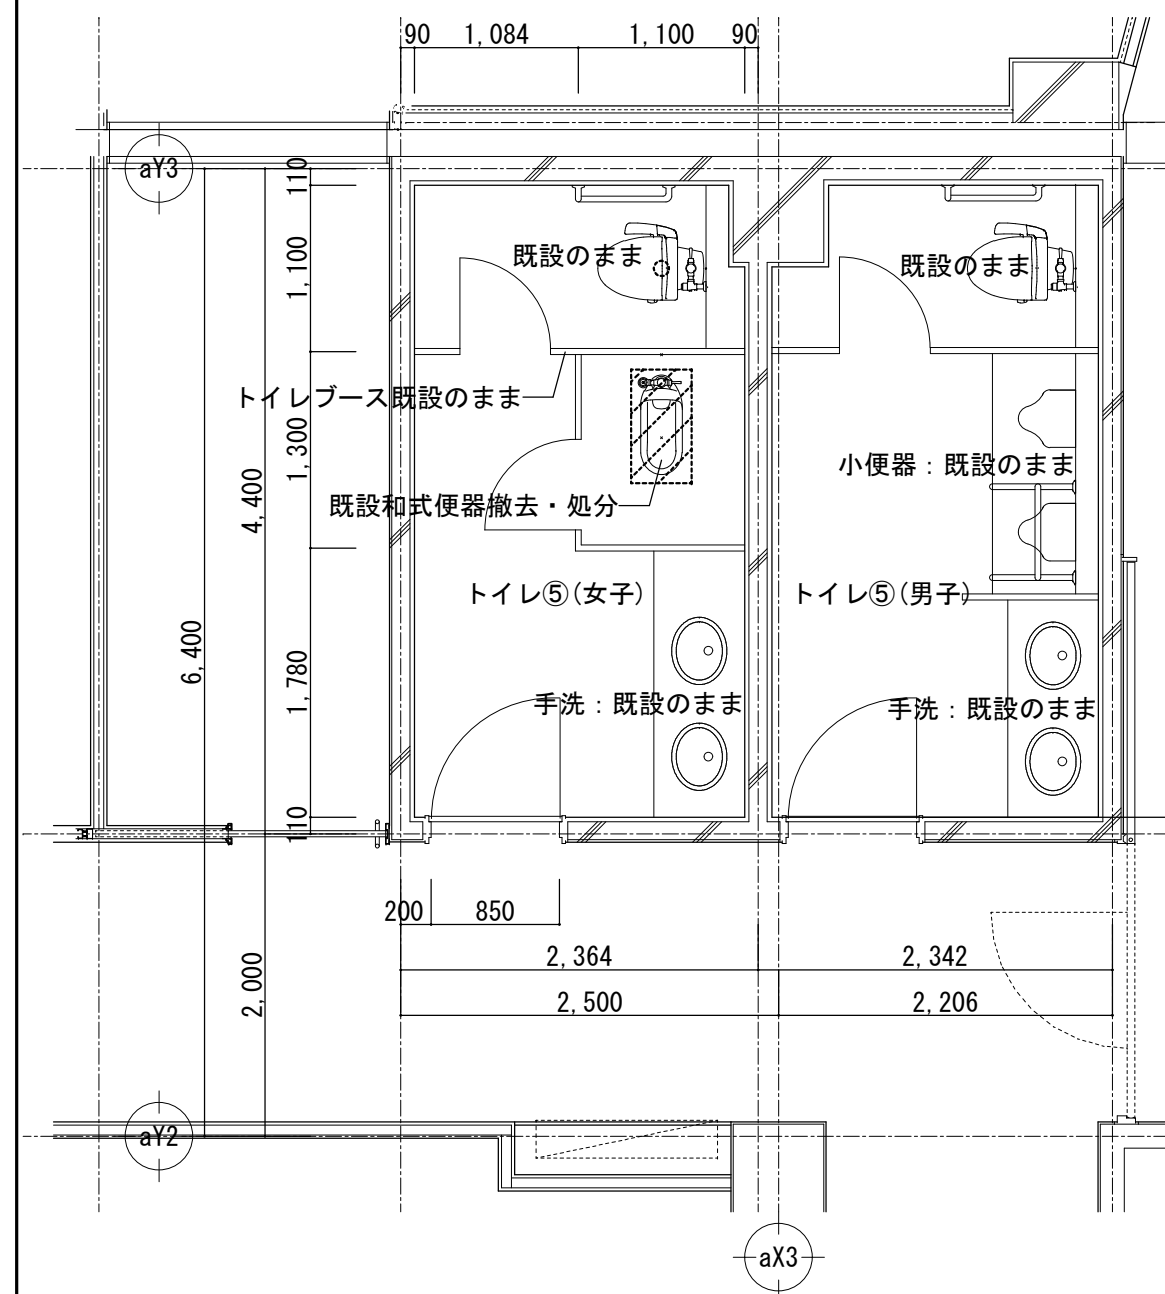 90 1,084 1,100 90
aY3
110
1,100
既設のまま
既設のまま
トイレブース既設のまま
1,300
4,400
小便器：既設のまま
既設和式便器撤去・処分
トイレ⑤(女子)
トイレ⑤(男子)
6,400
1,780
手洗：既設のまま
手洗：既設のまま
110
200 850
2,364 2,342
2,000
2,500 2,206
aY2
aX3